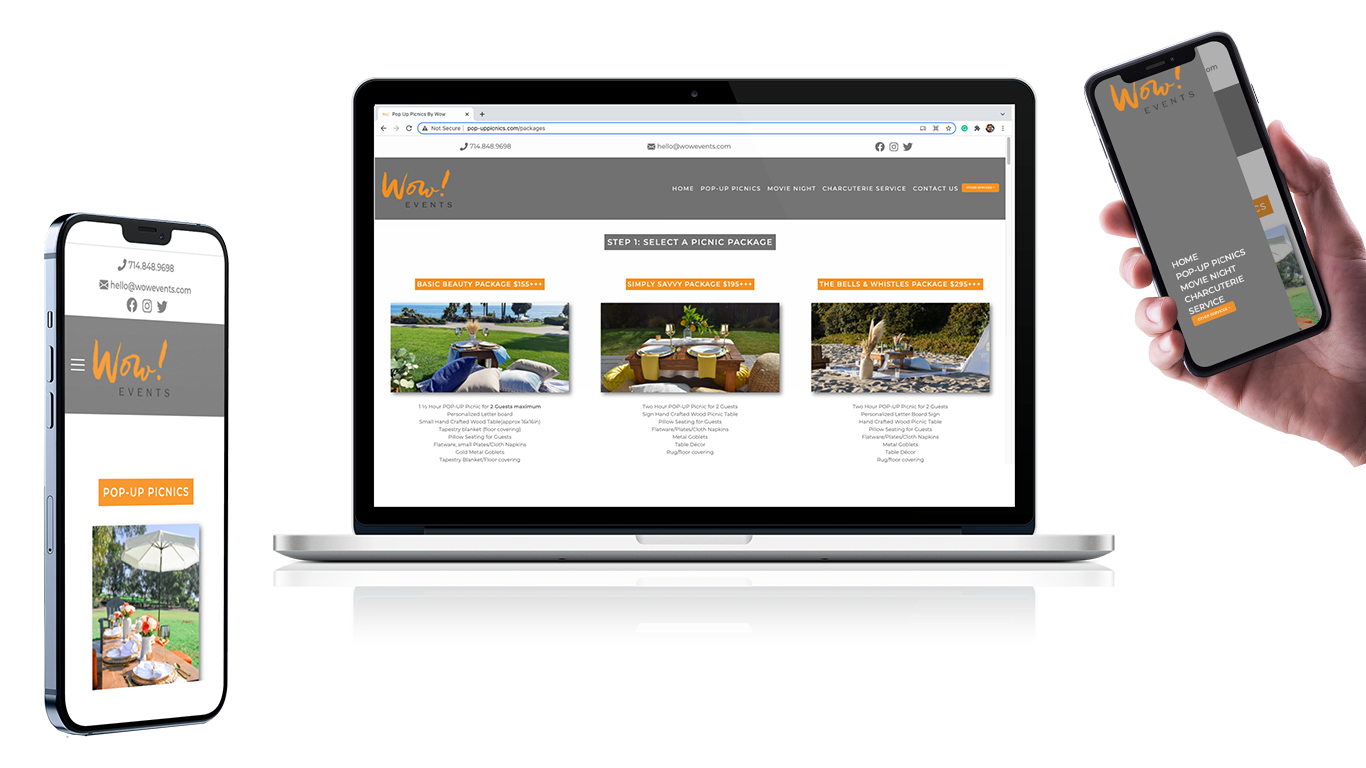 714.848.9698
hello@wowevents.com
Wow!
EVENTS
POP-UP PICNICS
Pop Up Picnics By Wow
Not Secure | pop-uppicnics.com/packages
714.848.9698
hello@wowevents.com
Wow!
EVENTS
HOME POP-UP PICNICS MOVIE NIGHT CHARCUTERIE SERVICE CONTACT US OTHER SERVICES
STEP 1: SELECT A PICNIC PACKAGE
BASIC BEAUTY PACKAGE $155+++
1 ½ Hour POP-UP Picnic for 2 Guests maximum
Personalized Letter board
Small Hand Crafted Wood Table(approx 16x16in)
Tapestry blanket (floor covering)
Pillow Seating for Guests
Flatware, small Plates/Cloth Napkins
Gold Metal Goblets
Tapestry Blanket/Floor covering
SIMPLY SAVVY PACKAGE $195+++
Two Hour POP-UP Picnic for 2 Guests
Sign Hand Crafted Wood Picnic Table
Pillow Seating for Guests
Flatware/Plates/Cloth Napkins
Metal Goblets
Table Décor
Rug/floor covering
THE BELLS & WHISTLES PACKAGE $295+++
Two Hour POP-UP Picnic for 2 Guests
Personalized Letter Board Sign
Hand Crafted Wood Picnic Table
Pillow Seating for Guests
Flatware/Plates/Cloth Napkins
Metal Goblets
Table Décor
Rug/floor covering
Wow!
EVENTS
om
CS
HOME
POP-UP PICNICS
MOVIE NIGHT
CHARCUTERIE
SERVICE
OTHER SERVICES